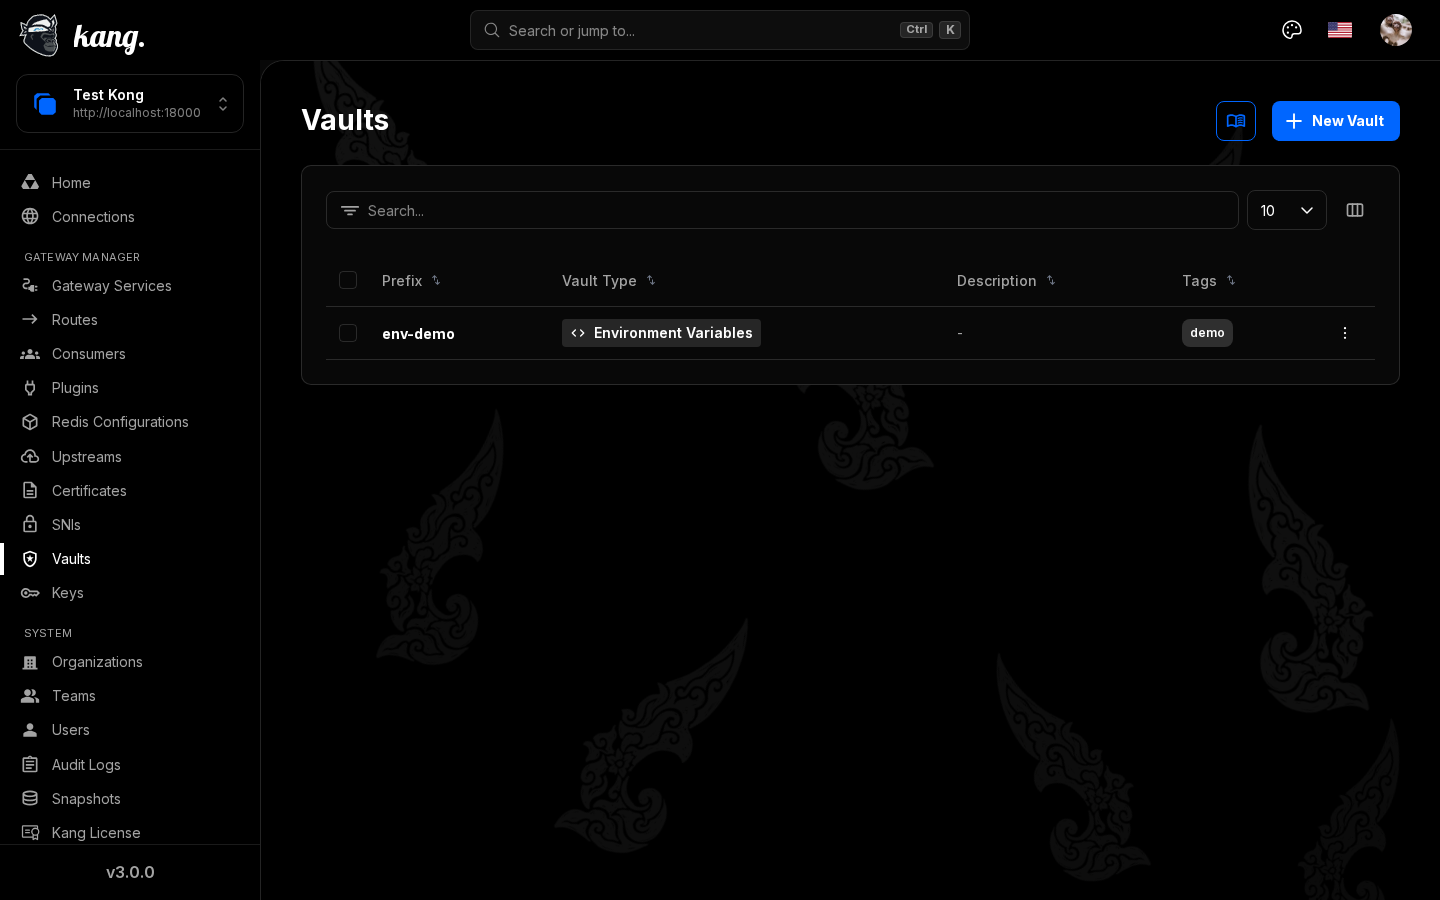 kang.
Search or jump to...
Ctrl K
Test Kong
http://localhost:18000
Home
Connections
GATEWAY MANAGER
Gateway Services
Routes
Consumers
Plugins
Redis Configurations
Upstreams
Certificates
SNIs
Vaults
Keys
SYSTEM
Organizations
Teams
Users
Audit Logs
Snapshots
Kang License
v3.0.0
Vaults
New Vault
Search...
10
Prefix Vault Type Description Tags
env-demo Environment Variables - demo